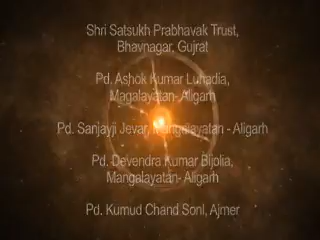 Shri Satsukh Prabhavak Trust,
Bhavnagar, Gujrat
Pd. Ashok Kumar Luhadia,
Magalayatan- Aligarh
Pd. Sanjayji Jevar, Mangalayatan - Aligarh
Pd. Devendra Kumar Bijolia,
Mangalayatan- Aligarh
Pd. Kumud Chand Soni, Ajmer